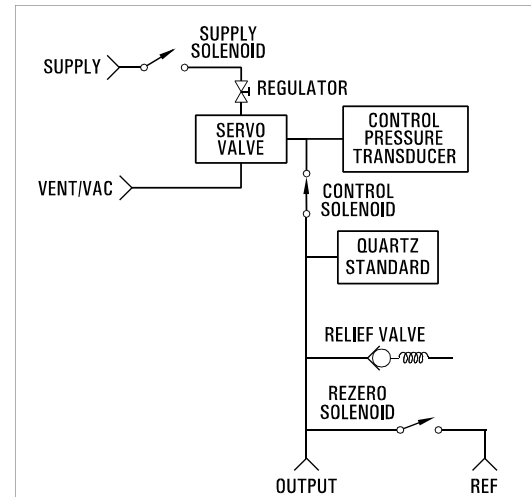 SUPPLY
SOLENOID
SUPPLY
REGULATOR
SERVO
VALVE
CONTROL
PRESSURE
TRANSDUCER
VENT/VAC
CONTROL
SOLENOID
QUARTZ
STANDARD
RELIEF VALVE
REZERO
SOLENOID
OUTPUT
REF